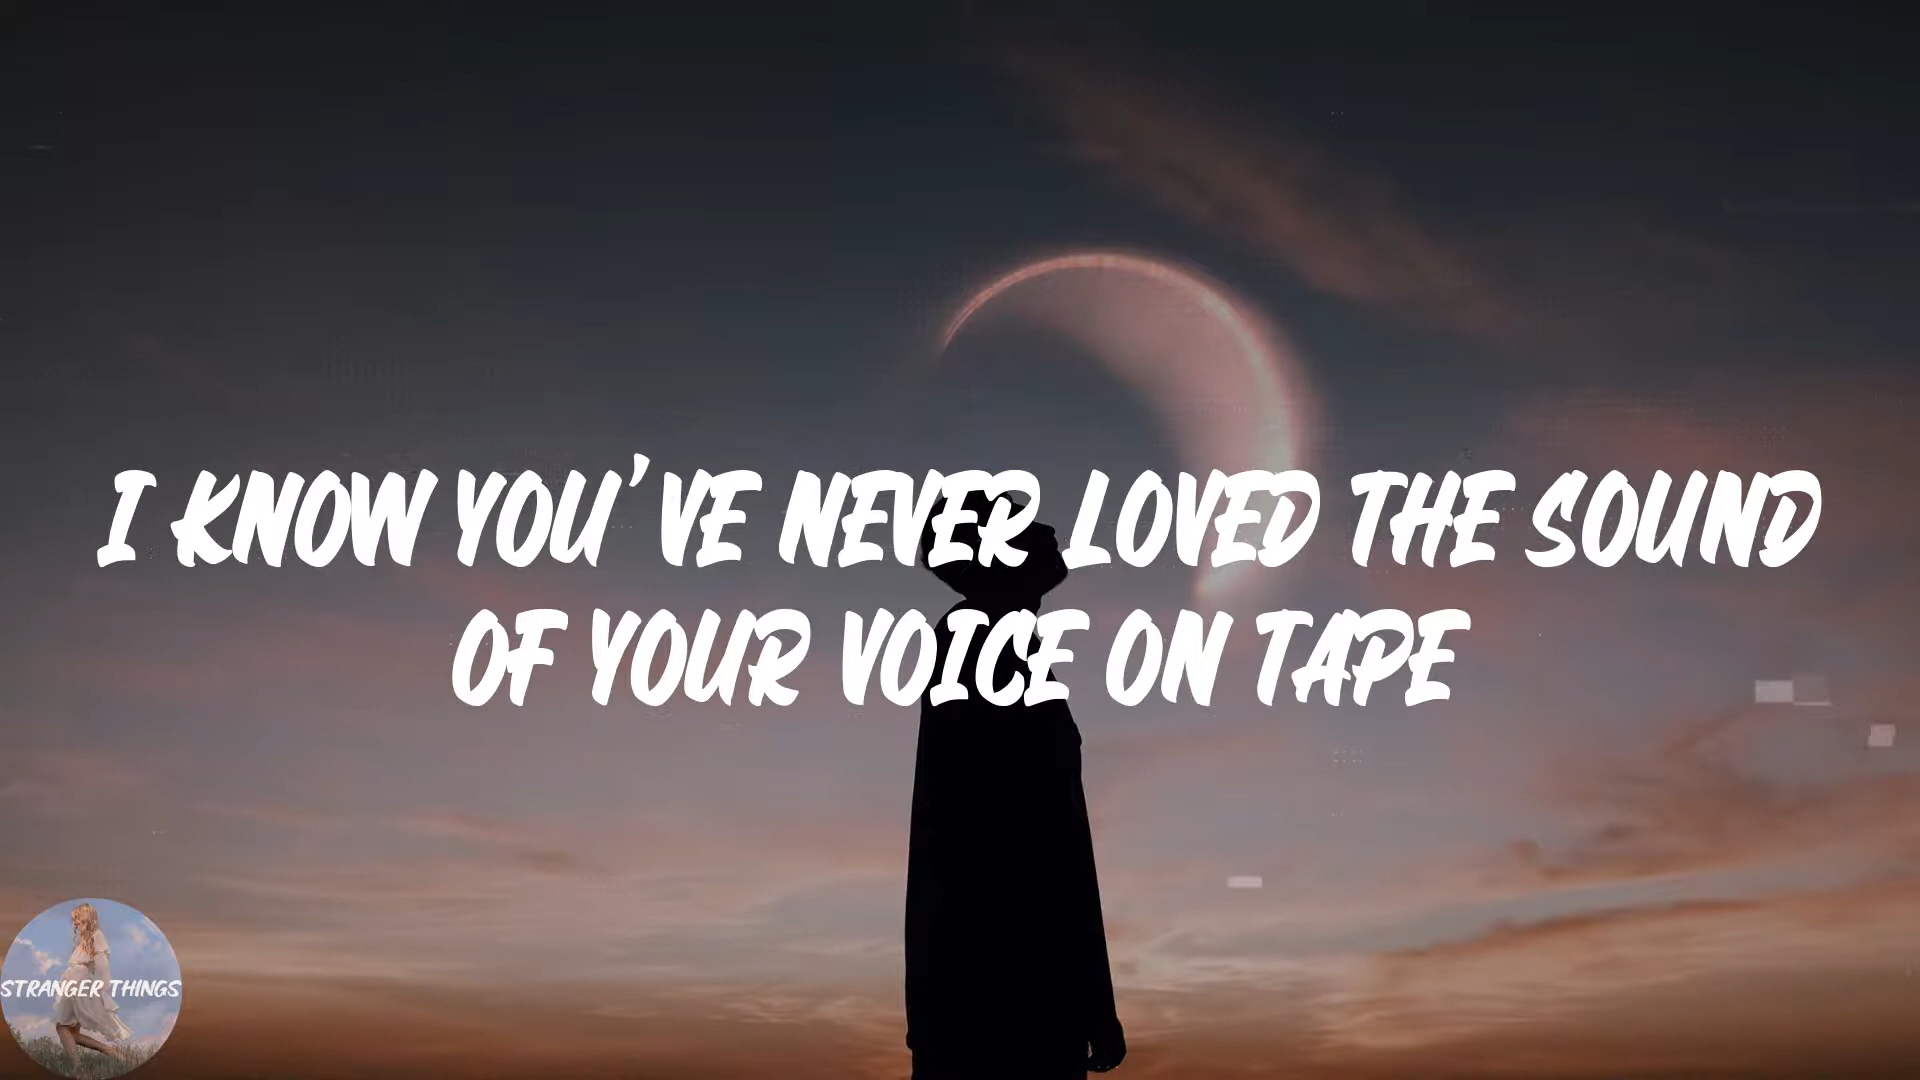 I KNOW YOU'VE NEVER LOVED THE SOUND
OF YOUR VOICE ON TAPE
STRANGER THINGS